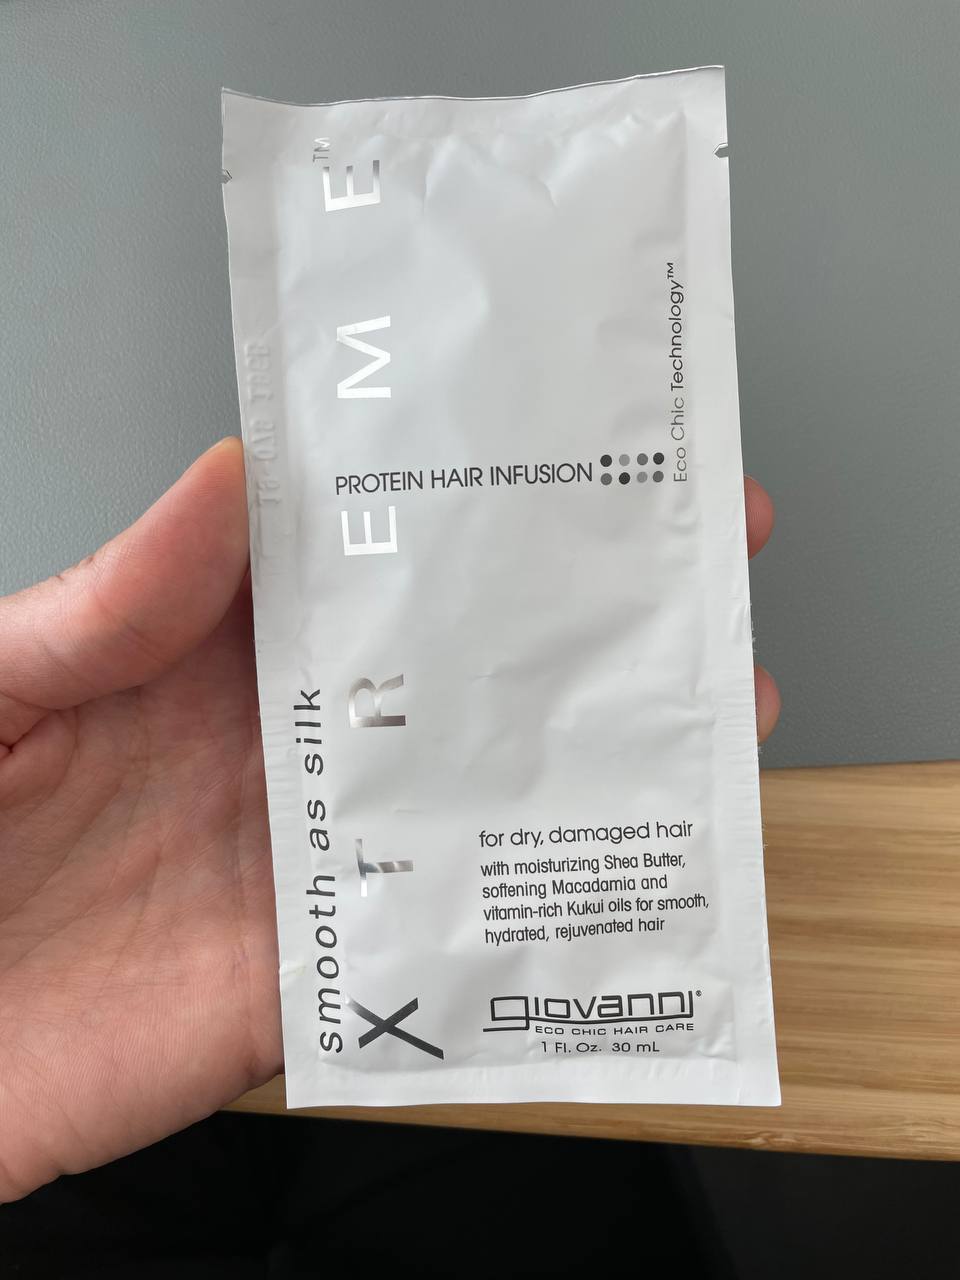 smooth as silk
XTREME™
PROTEIN HAIR INFUSION
Eco Chic Technology™
for dry, damaged hair
with moisturizing Shea Butter,
softening Macadamia and
vitamin-rich Kukui oils for smooth,
hydrated, rejuvenated hair
giovanni®
ECO CHIC HAIR CARE
1 Fl. Oz. 30 mL